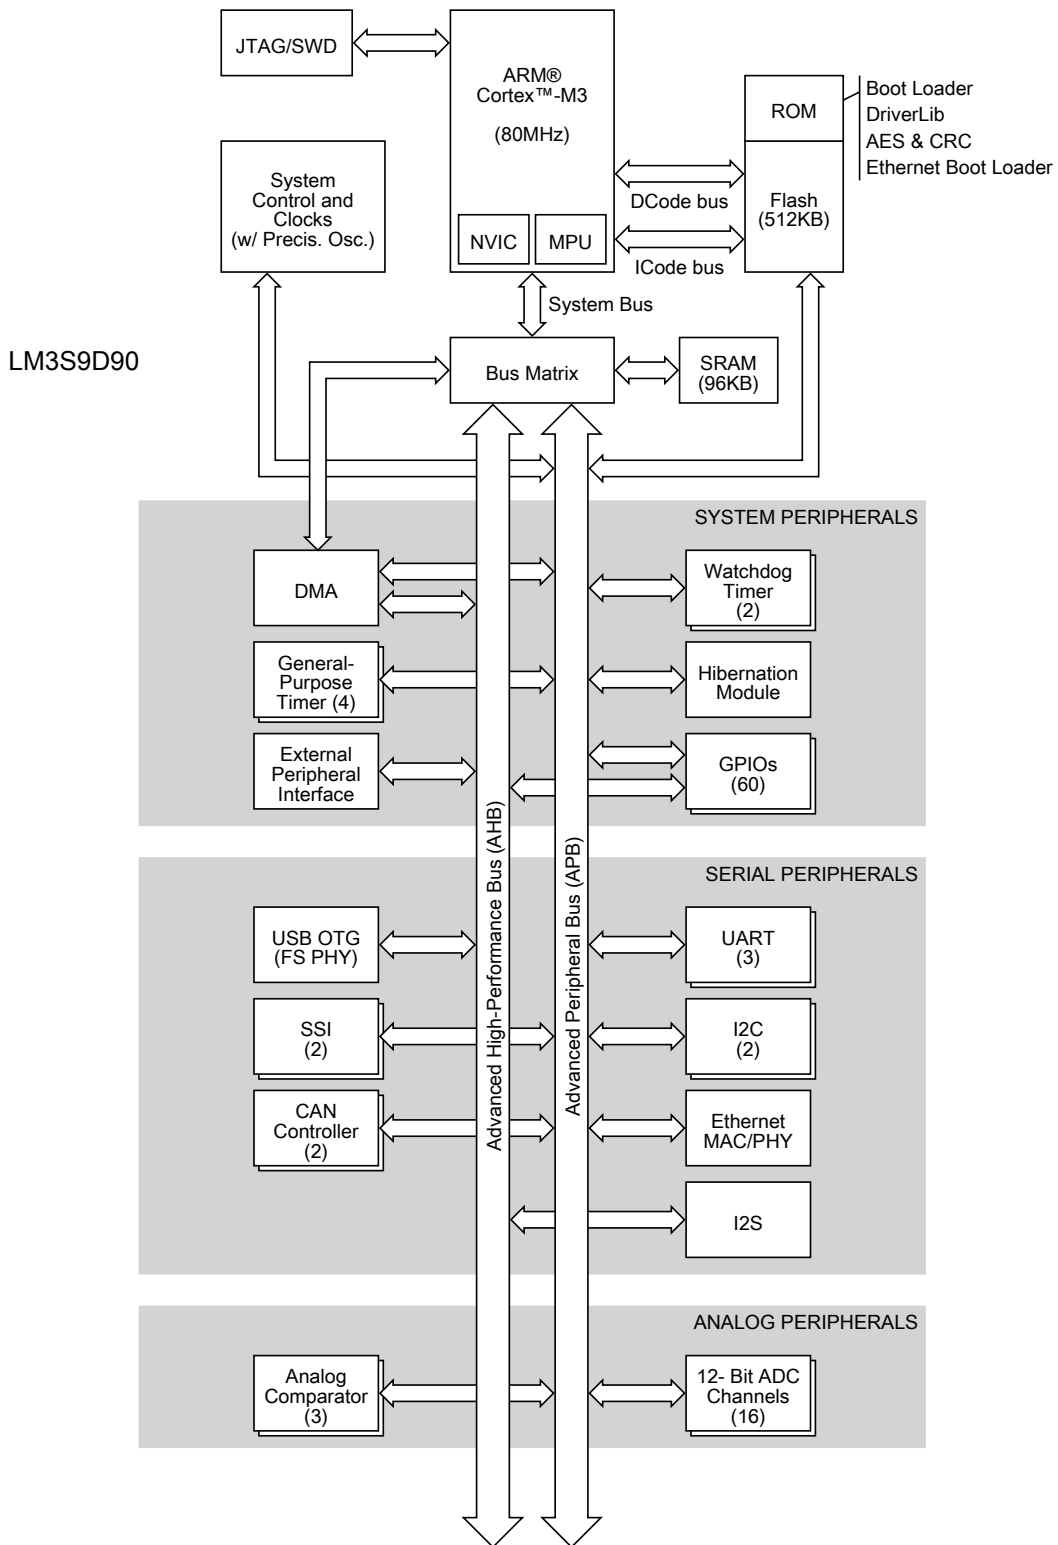 JTAG/SWD
ARM®
Cortex™-M3
(80MHz)
NVIC
MPU
ROM
Flash
(512KB)
Boot Loader
DriverLib
AES & CRC
Ethernet Boot Loader
DCode bus
ICode bus
System
Control and
Clocks
(w/ Precis. Osc.)
System Bus
LM3S9D90
Bus Matrix
SRAM
(96KB)
SYSTEM PERIPHERALS
DMA
Watchdog
Timer
(2)
General-
Purpose
Timer (4)
Hibernation
Module
External
Peripheral
Interface
GPIOs
(60)
Advanced High-Performance Bus (AHB)
Advanced Peripheral Bus (APB)
SERIAL PERIPHERALS
USB OTG
(FS PHY)
UART
(3)
SSI
(2)
I2C
(2)
CAN
Controller
(2)
Ethernet
MAC/PHY
I2S
ANALOG PERIPHERALS
Analog
Comparator
(3)
12- Bit ADC
Channels
(16)